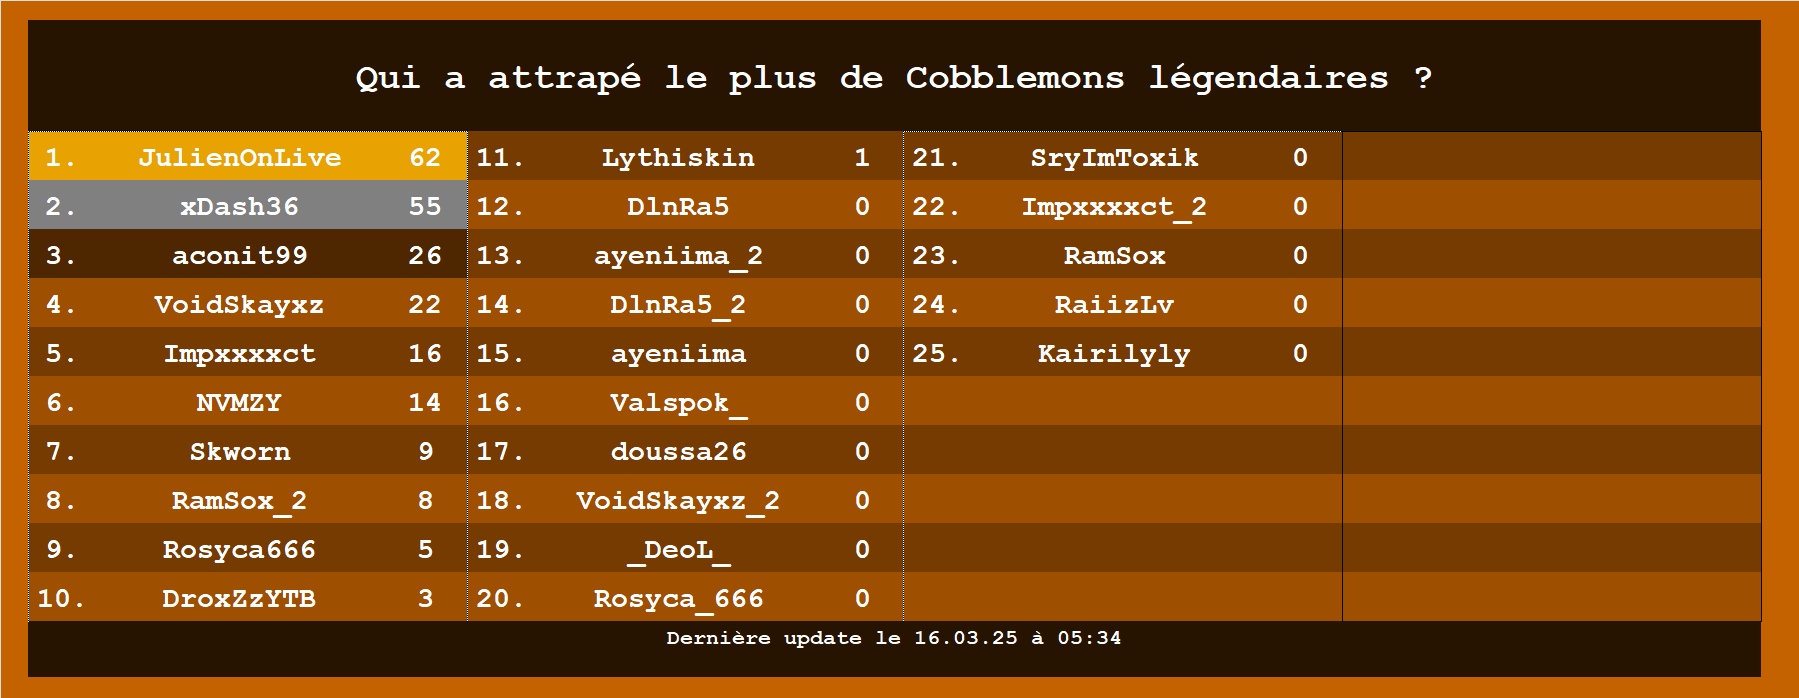 Qui a attrapé le plus de Cobblemons légendaires ?
1. JulienOnLive 62
2. xDash36 55
3. aconit99 26
4. VoidSkayxz 22
5. Impxxxxct 16
6. NVMZY 14
7. Skworn 9
8. RamSox_2 8
9. Rosyca666 5
10. DroxZzYTB 3
11. Lythiskin 1
12. DlnRa5 0
13. ayeniima_2 0
14. DlnRa5_2 0
15. ayeniima 0
16. Valspok_ 0
17. doussa26 0
18. VoidSkayxz_2 0
19. _DeoL_ 0
20. Rosyca_666 0
21. SryImToxik 0
22. Impxxxxct_2 0
23. RamSox 0
24. RaiizLv 0
25. Kairilyly 0
Dernière update le 16.03.25 à 05:34